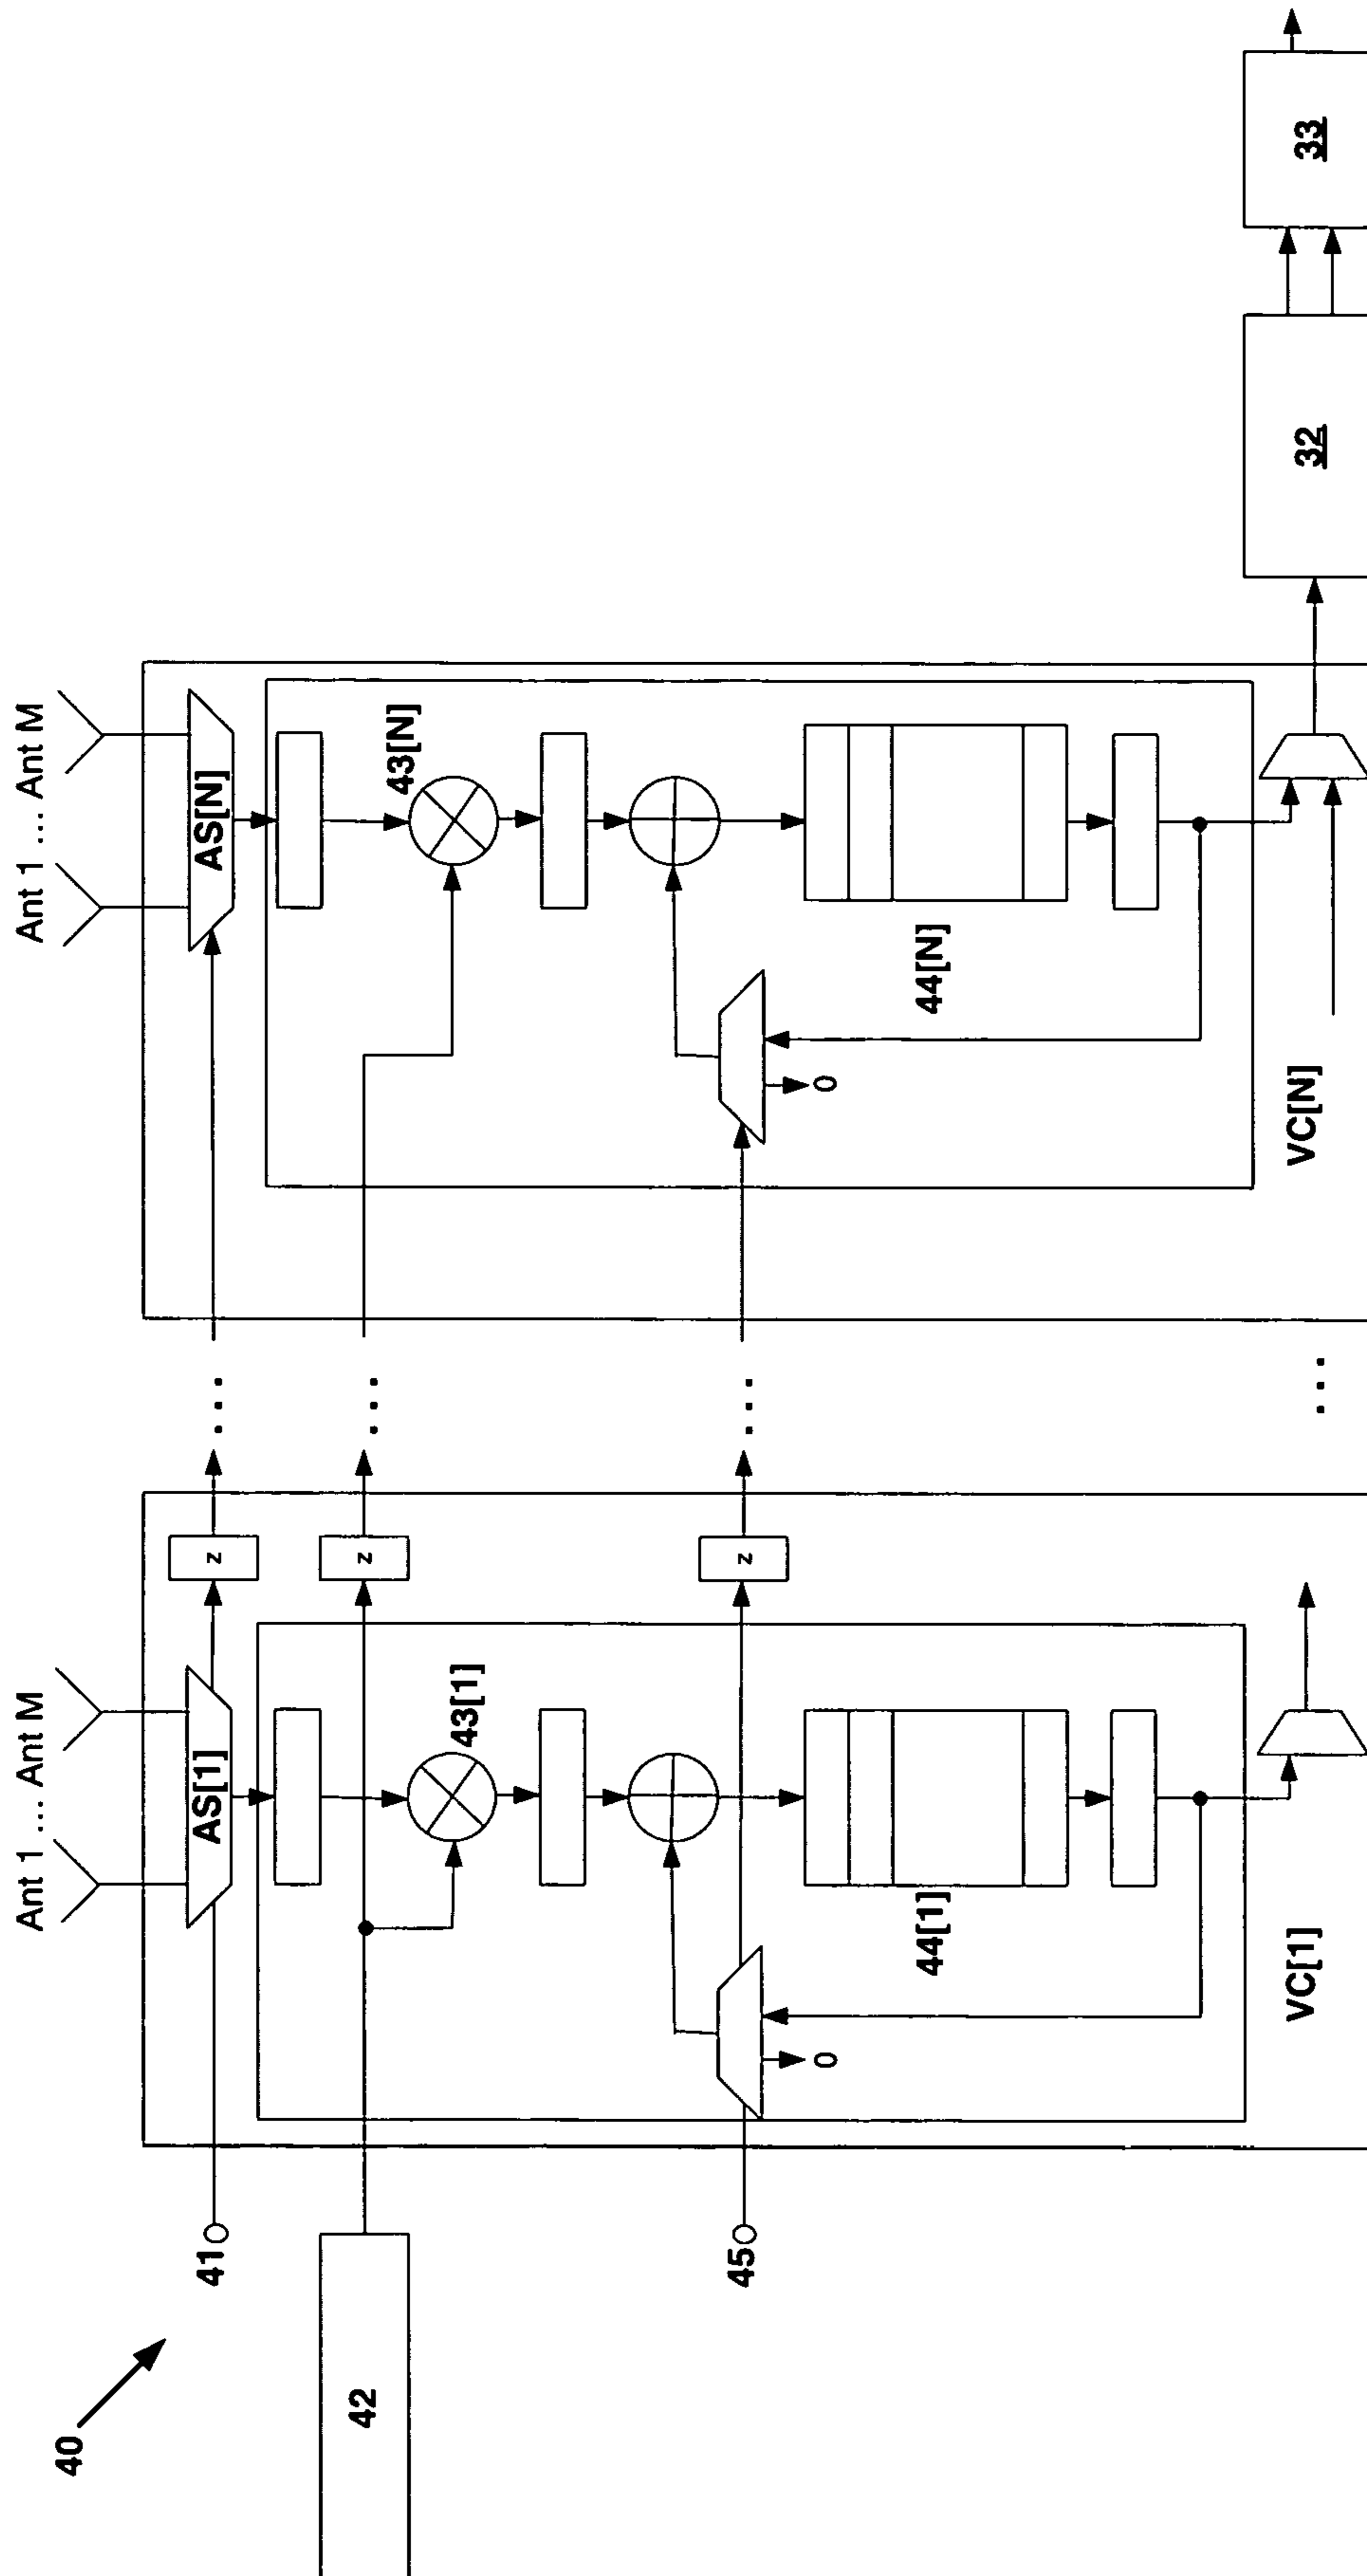 40
41
42
45
Ant 1 ... Ant M
AS[1]
z
z
43[1]
z
0
44[1]
VC[1]
...
...
...
...
Ant 1 ... Ant M
AS[N]
43[N]
0
44[N]
VC[N]
32
33